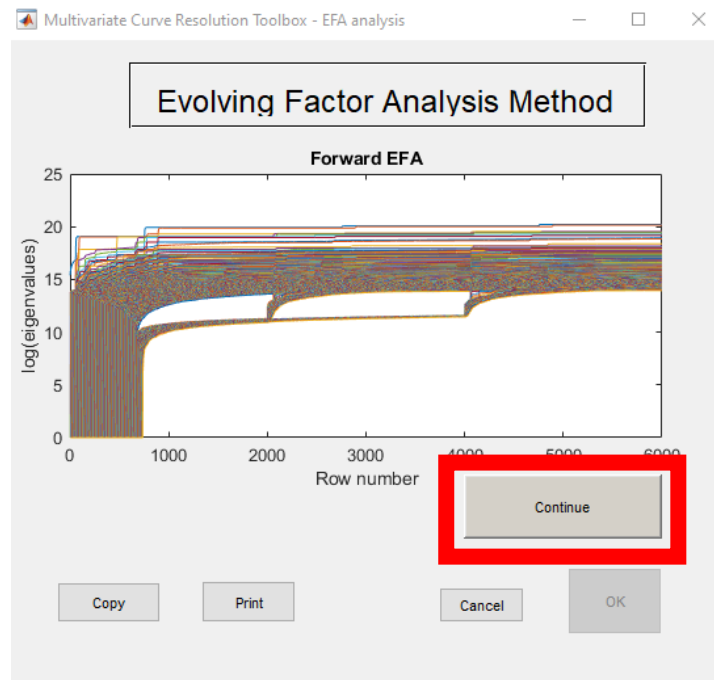 Multivariate Curve Resolution Toolbox - EFA analysis
Evolving Factor Analysis Method
Forward EFA
25
20
15
10
5
0
log(eigenvalues)
0 1000 2000 3000 4000 5000 6000
Row number
Continue
Copy Print Cancel OK